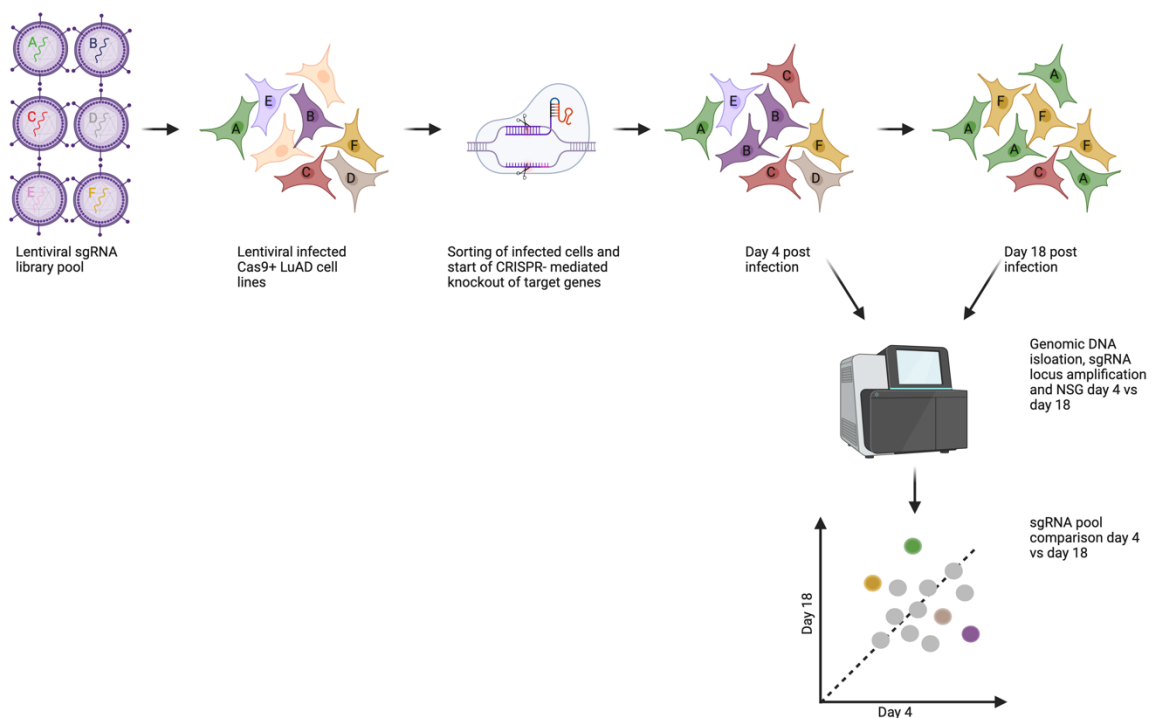 A
B
C
D
E
F
Lentiviral sgRNA
library pool
A
E
B
F
C
D
Lentiviral infected
Cas9+ LuAD cell
lines
Sorting of infected cells and
start of CRISPR- mediated
knockout of target genes
C
E
A
B
B
F
C
D
Day 4 post
infection
A
F
A
F
A
F
C
A
Day 18 post
infection
Genomic DNA
isloation, sgRNA
locus amplification
and NSG day 4 vs
day 18
sgRNA pool
comparison day 4
vs day 18
Day 18
Day 4